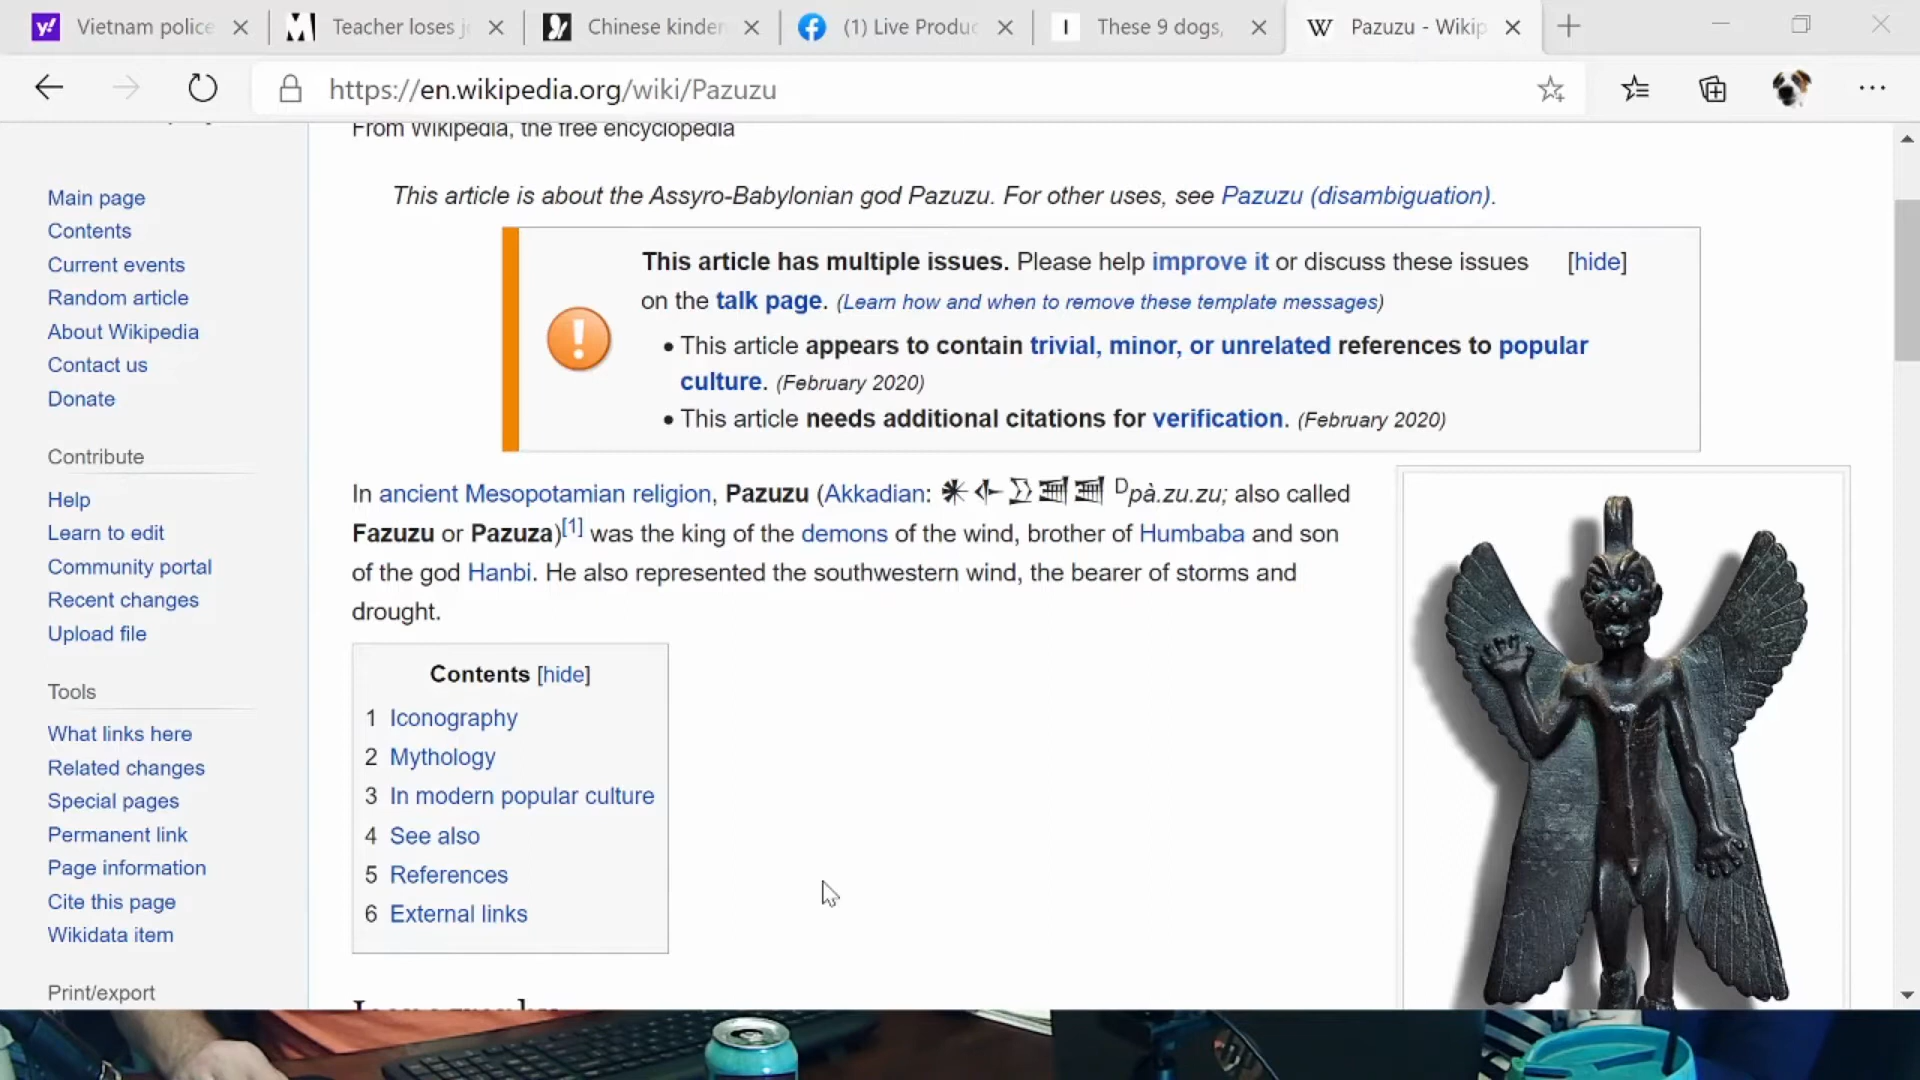 Vietnam police
Teacher loses j
Chinese kinder
(1) Live Produc
These 9 dogs,
Pazuzu - Wikip
https://en.wikipedia.org/wiki/Pazuzu
From Wikipedia, the free encyclopedia
This article is about the Assyro-Babylonian god Pazuzu. For other uses, see Pazuzu (disambiguation).
This article has multiple issues. Please help improve it or discuss these issues [hide]
on the talk page. (Learn how and when to remove these template messages)
• This article appears to contain trivial, minor, or unrelated references to popular
culture. (February 2020)
• This article needs additional citations for verification. (February 2020)
In ancient Mesopotamian religion, Pazuzu (Akkadian: 𒀭𒅆𒊒𒍪𒍪 Dpà.zu.zu; also called
Fazuzu or Pazuza)[1] was the king of the demons of the wind, brother of Humbaba and son
of the god Hanbi. He also represented the southwestern wind, the bearer of storms and
drought.
Contents [hide]
1 Iconography
2 Mythology
3 In modern popular culture
4 See also
5 References
6 External links
Main page
Contents
Current events
Random article
About Wikipedia
Contact us
Donate
Contribute
Help
Learn to edit
Community portal
Recent changes
Upload file
Tools
What links here
Related changes
Special pages
Permanent link
Page information
Cite this page
Wikidata item
Print/export
Iconography